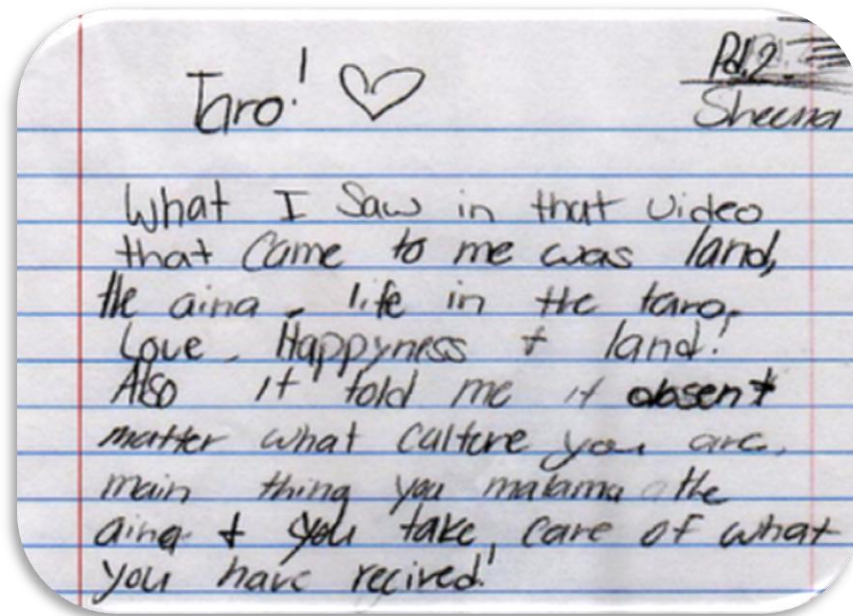 Pd.2
Taro! ♡
Sheena
What I Saw in that video
that Came to me was land,
the aina, life in the taro,
Love, Happyness & land!
Also it told me it dosent
matter what culture you are,
main thing you malama the
aina & you take, care of what
you have recived!